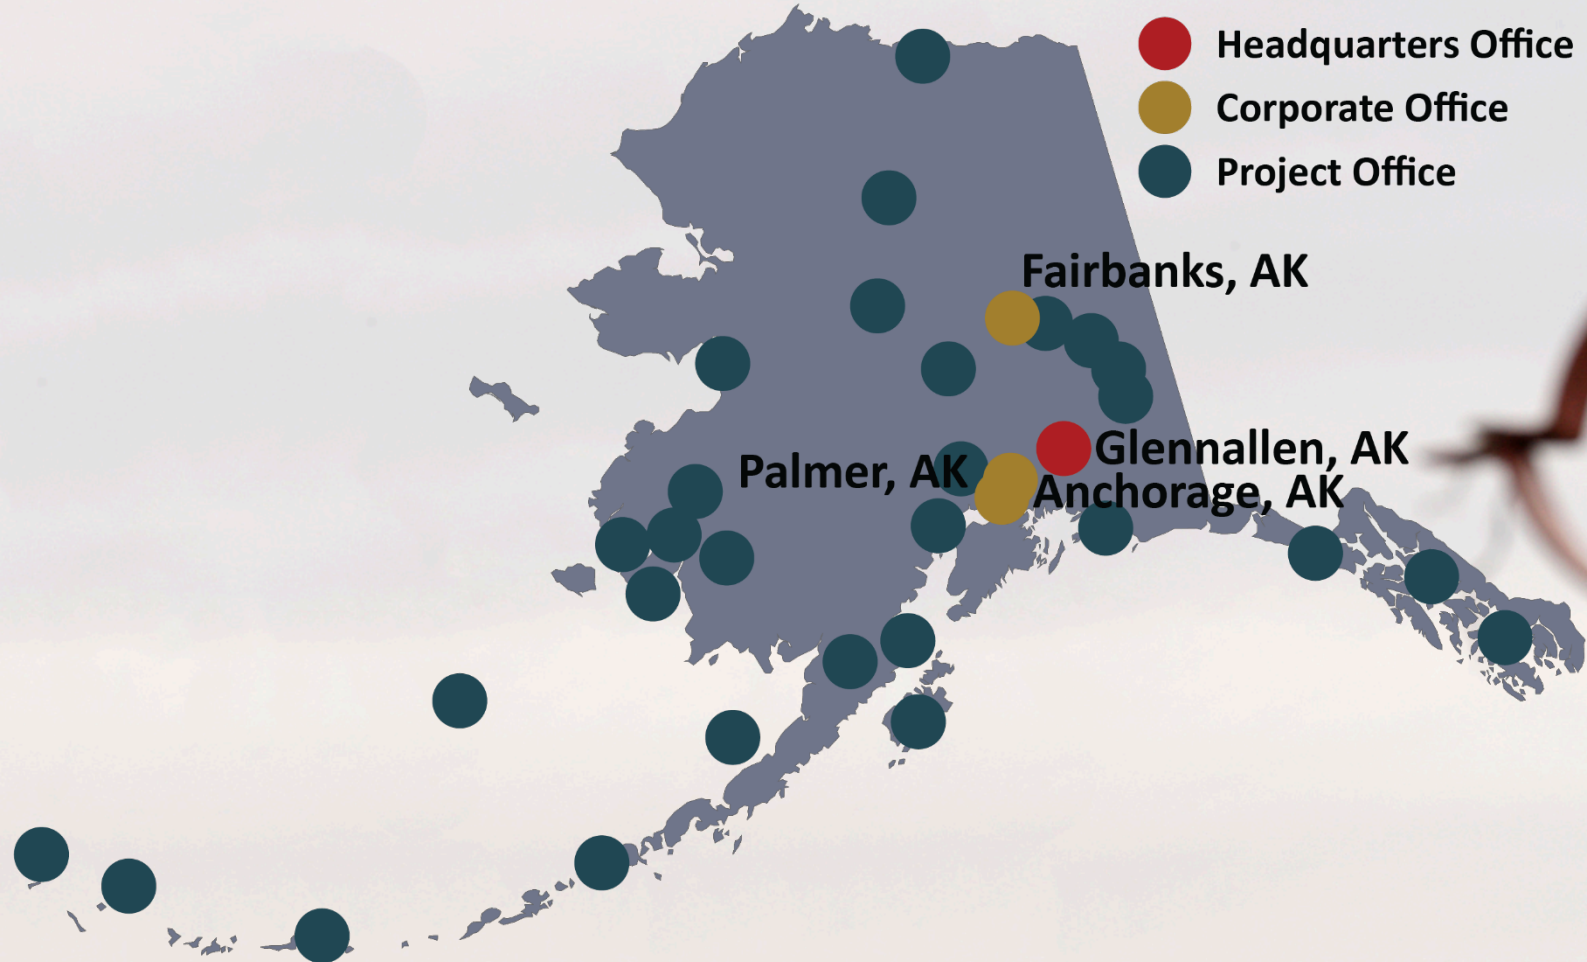 Headquarters Office
Corporate Office
Project Office
Fairbanks, AK
Glennallen, AK
Palmer, AK
Anchorage, AK